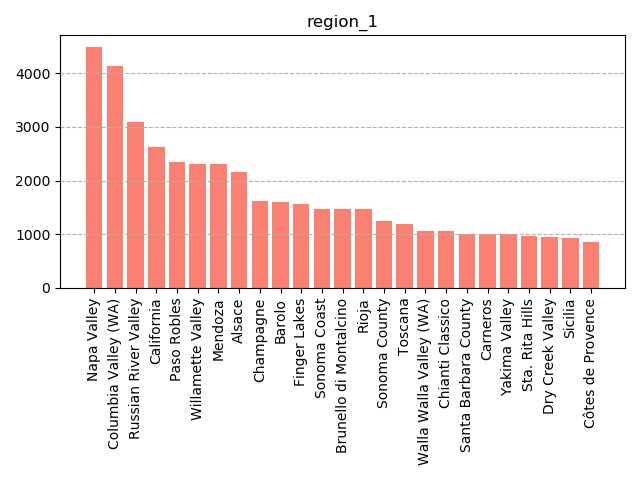 region_1
4000
3000
2000
1000
0
Napa Valley
Columbia Valley (WA)
Russian River Valley
California
Paso Robles
Willamette Valley
Mendoza
Alsace
Champagne
Barolo
Finger Lakes
Sonoma Coast
Brunello di Montalcino
Rioja
Sonoma County
Toscana
Walla Walla Valley (WA)
Chianti Classico
Santa Barbara County
Carneros
Yakima Valley
Sta. Rita Hills
Dry Creek Valley
Sicilia
Côtes de Provence